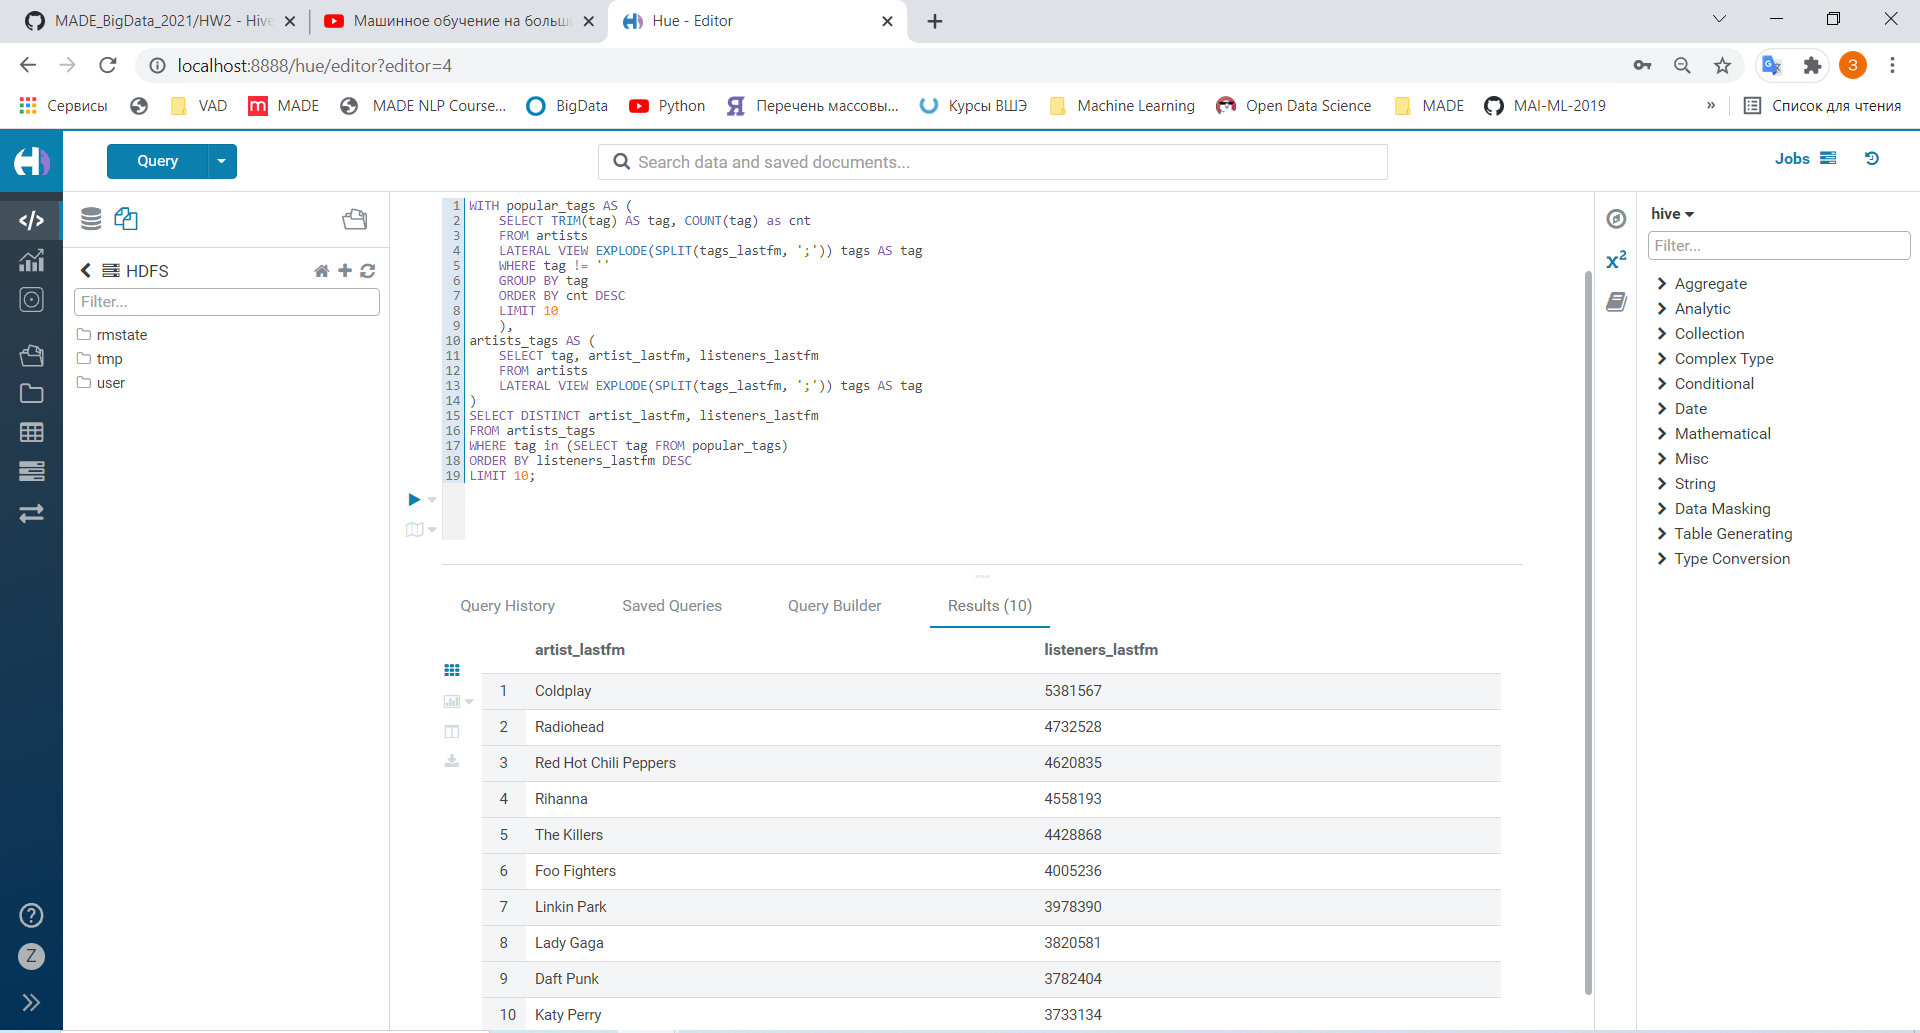 MADE_BigData_2021/HW2 - Hive
Машинное обучение на больш
Hue - Editor
localhost:8888/hue/editor?editor=4
З
Сервисы
VAD
MADE
MADE NLP Course...
BigData
Python
Перечень массовы...
Курсы ВШЭ
Machine Learning
Open Data Science
MADE
MAI-ML-2019
»
Список для чтения
Query
Search data and saved documents...
Jobs
HDFS
Filter...
rmstate
tmp
user
Z
1 WITH popular_tags AS (
2 SELECT TRIM(tag) AS tag, COUNT(tag) as cnt
3 FROM artists
4 LATERAL VIEW EXPLODE(SPLIT(tags_lastfm, ';')) tags AS tag
5 WHERE tag != ''
6 GROUP BY tag
7 ORDER BY cnt DESC
8 LIMIT 10
9 ),
10 artists_tags AS (
11 SELECT tag, artist_lastfm, listeners_lastfm
12 FROM artists
13 LATERAL VIEW EXPLODE(SPLIT(tags_lastfm, ';')) tags AS tag
14 )
15 SELECT DISTINCT artist_lastfm, listeners_lastfm
16 FROM artists_tags
17 WHERE tag in (SELECT tag FROM popular_tags)
18 ORDER BY listeners_lastfm DESC
19 LIMIT 10;
Query History
Saved Queries
Query Builder
Results (10)
artist_lastfm listeners_lastfm
1 Coldplay 5381567
2 Radiohead 4732528
3 Red Hot Chili Peppers 4620835
4 Rihanna 4558193
5 The Killers 4428868
6 Foo Fighters 4005236
7 Linkin Park 3978390
8 Lady Gaga 3820581
9 Daft Punk 3782404
10 Katy Perry 3733134
x²
hive
Filter...
Aggregate
Analytic
Collection
Complex Type
Conditional
Date
Mathematical
Misc
String
Data Masking
Table Generating
Type Conversion